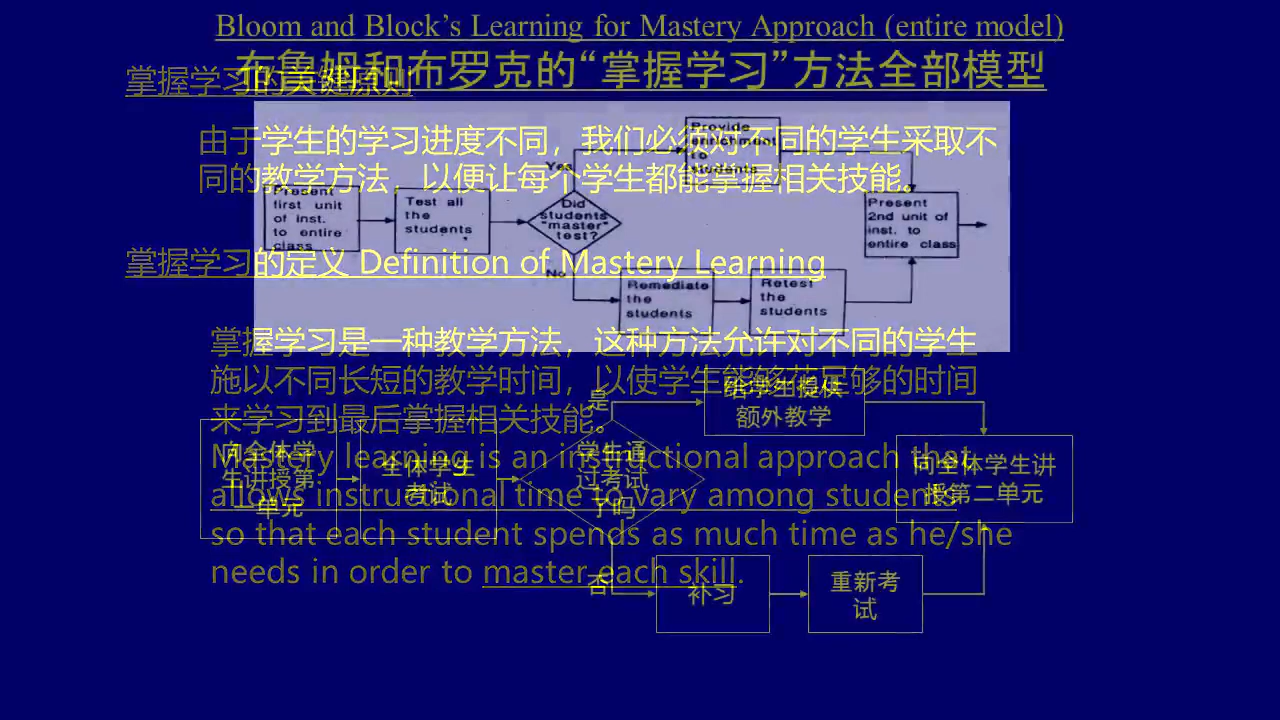 Bloom and Block’s Learning for Mastery Approach (entire model)
布鲁姆和布罗克的“掌握学习”方法全部模型
掌握学习的关键原则
由于学生的学习进度不同，我们必须对不同的学生采取不
同的教学方法，以便让每个学生都能掌握相关技能。
Present
first unit
of inst.
to entire
class
Test all
the
students
Did
students
"master"
test?
Yes
No
Provide
enrichment
to
students
Remediate
the
students
Retest
the
students
Present
2nd unit of
inst. to
entire class
掌握学习的定义 Definition of Mastery Learning
掌握学习是一种教学方法，这种方法允许对不同的学生
施以不同长短的教学时间，以使学生能够花足够的时间
来学习到最后掌握相关技能。
Mastery learning is an instructional approach that
allows instructional time to vary among students
so that each student spends as much time as he/she
needs in order to master each skill.
向全体学
生讲授第
一单元
全体学生
考试
学生通
过考试
了吗
是
否
给学生提供
额外教学
补习
重新考
试
向全体学生讲
授第二单元